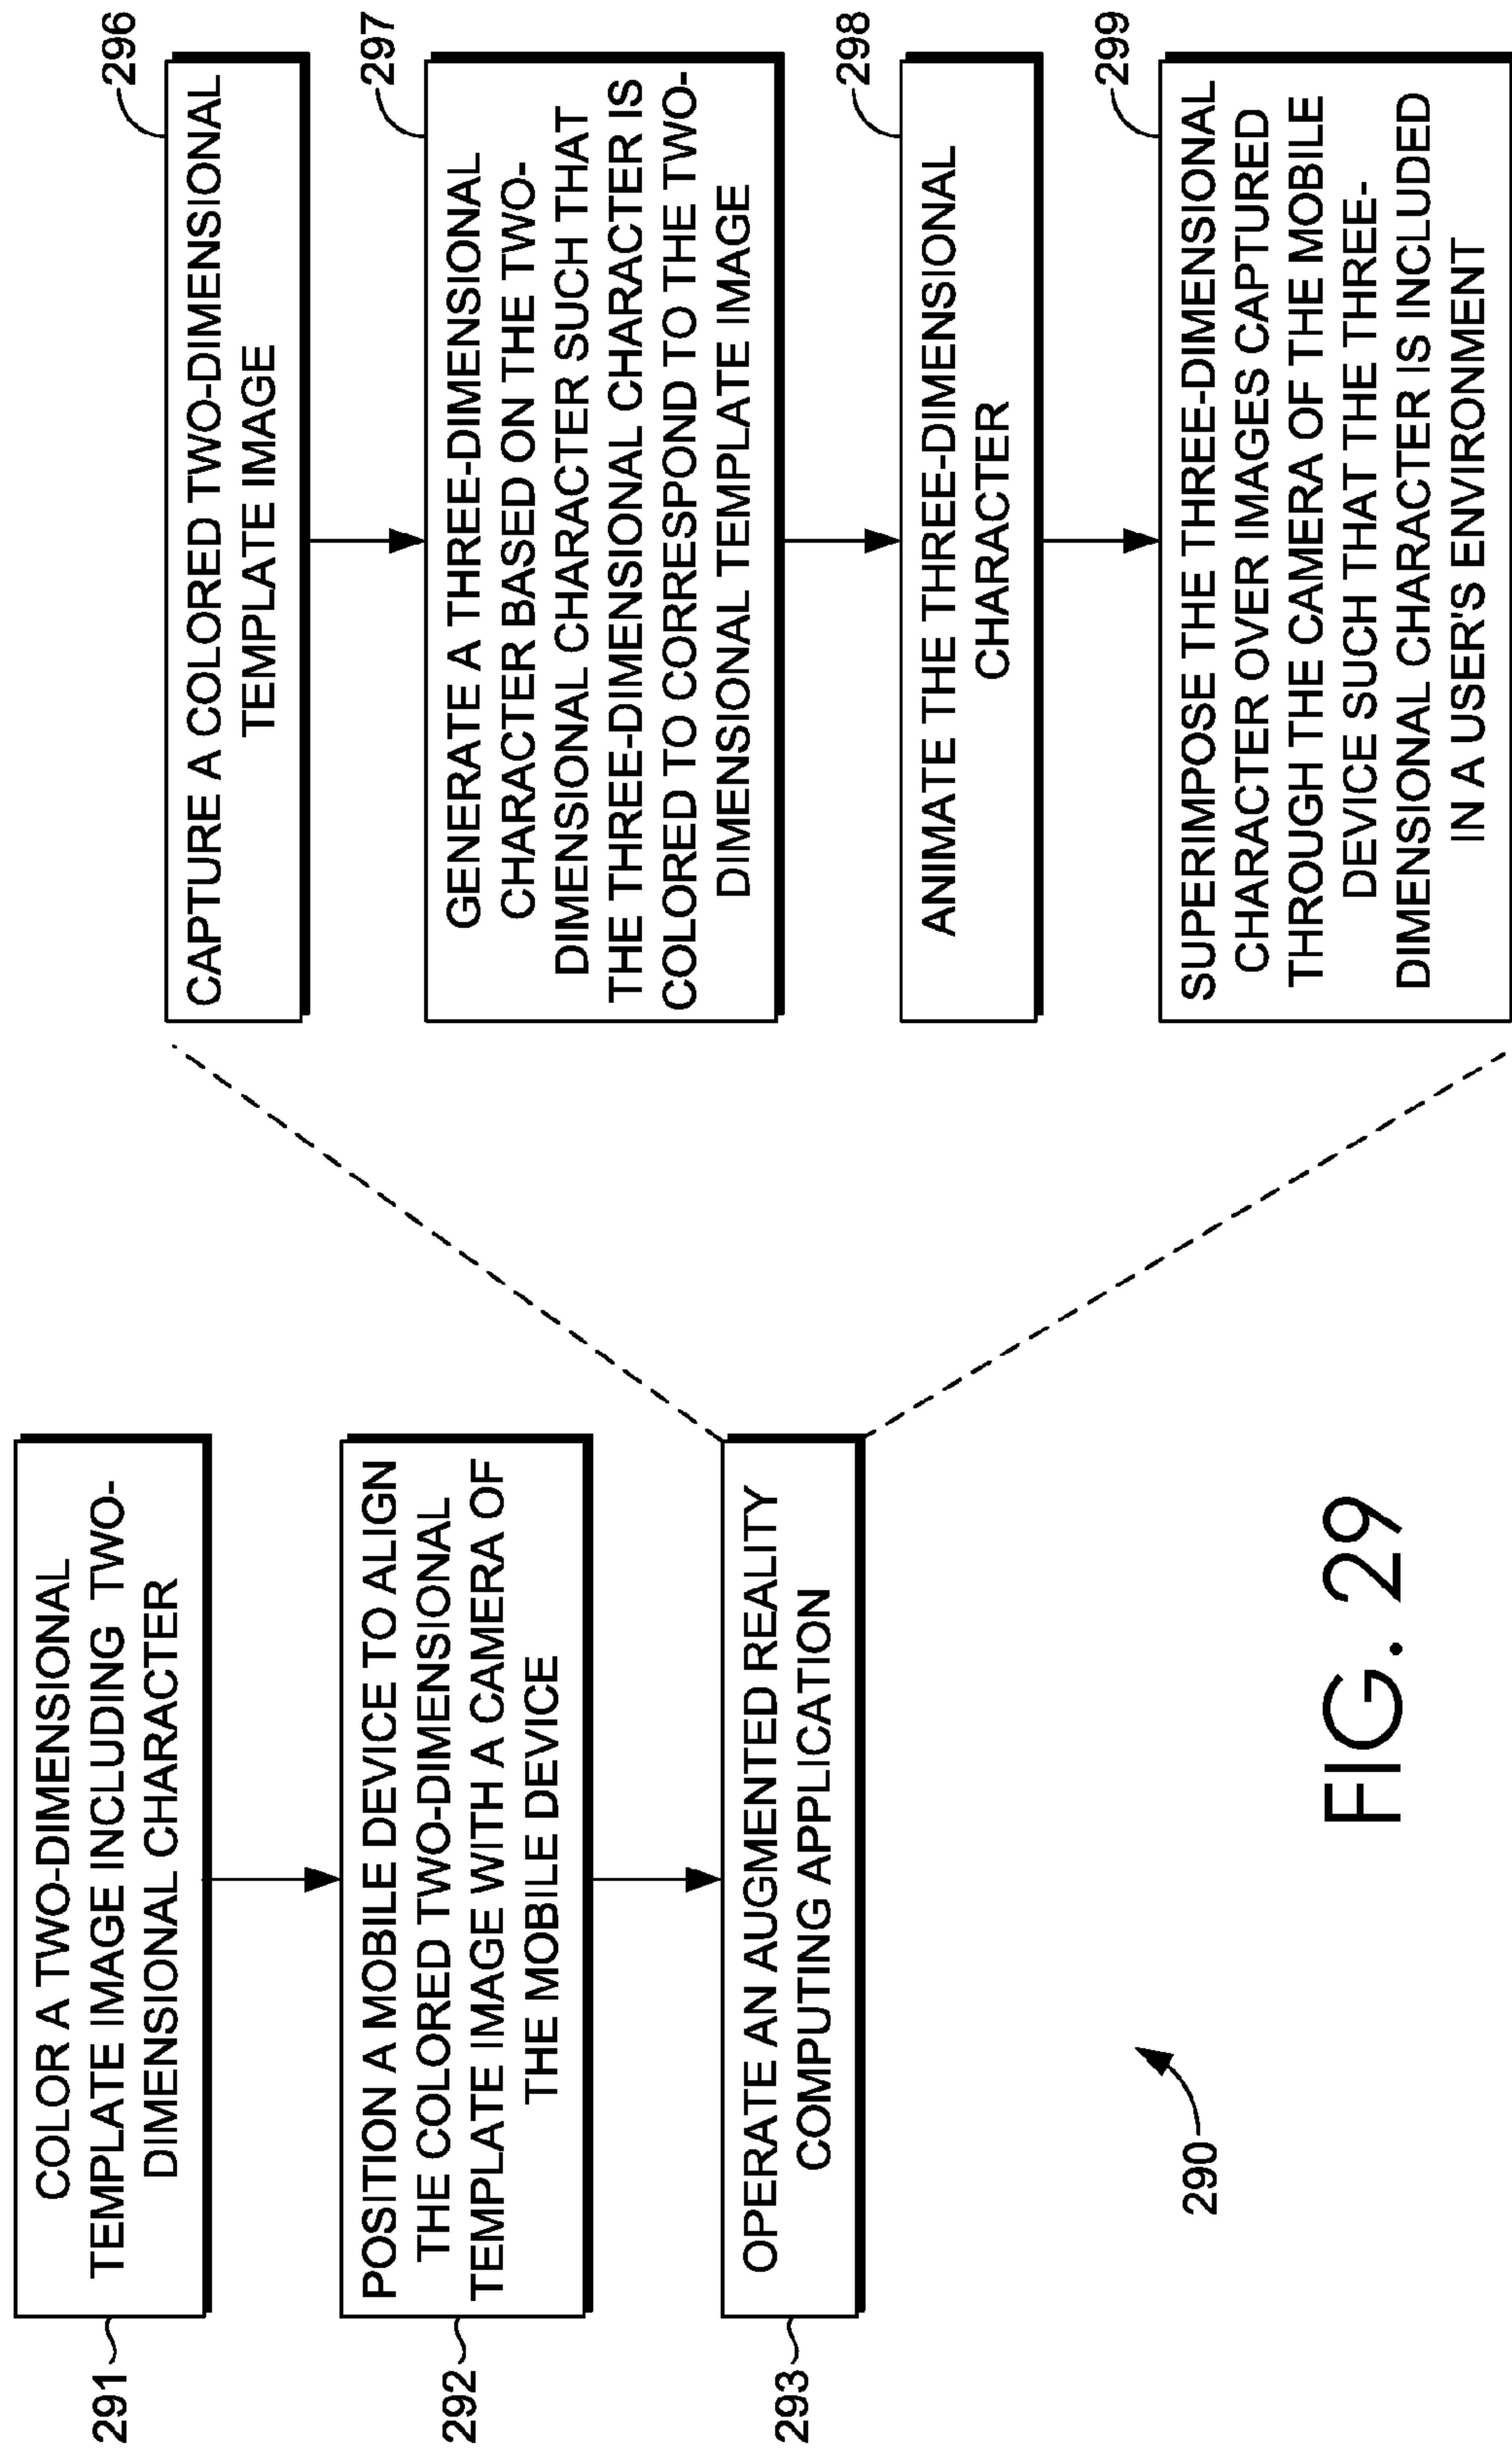 291
COLOR A TWO-DIMENSIONAL
TEMPLATE IMAGE INCLUDING TWO-
DIMENSIONAL CHARACTER
292
POSITION A MOBILE DEVICE TO ALIGN
THE COLORED TWO-DIMENSIONAL
TEMPLATE IMAGE WITH A CAMERA OF
THE MOBILE DEVICE
293
OPERATE AN AUGMENTED REALITY
COMPUTING APPLICATION
296
CAPTURE A COLORED TWO-DIMENSIONAL
TEMPLATE IMAGE
297
GENERATE A THREE-DIMENSIONAL
CHARACTER BASED ON THE TWO-
DIMENSIONAL CHARACTER SUCH THAT
THE THREE-DIMENSIONAL CHARACTER IS
COLORED TO CORRESPOND TO THE TWO-
DIMENSIONAL TEMPLATE IMAGE
298
ANIMATE THE THREE-DIMENSIONAL
CHARACTER
299
SUPERIMPOSE THE THREE-DIMENSIONAL
CHARACTER OVER IMAGES CAPTURED
THROUGH THE CAMERA OF THE MOBILE
DEVICE SUCH THAT THE THREE-
DIMENSIONAL CHARACTER IS INCLUDED
IN A USER'S ENVIRONMENT
290
FIG. 29